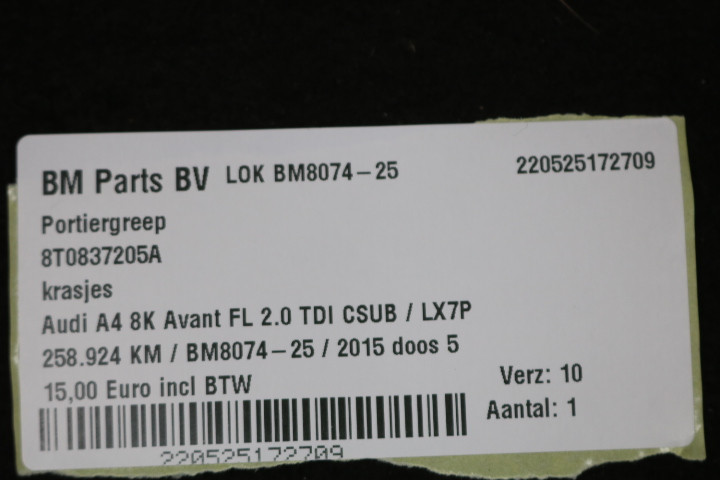 BM Parts BV LOK BM8074-25 220525172709
Portiergreep
8T0837205A
krasjes
Audi A4 8K Avant FL 2.0 TDI CSUB / LX7P
258.924 KM / BM8074-25 / 2015 doos 5
15,00 Euro incl BTW Verz: 10
Aantal: 1
220525172709